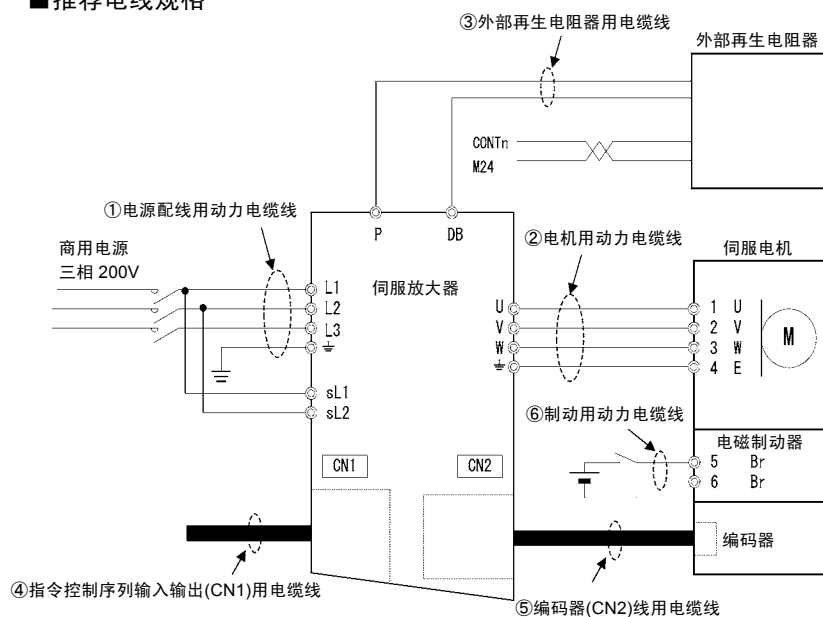 ■推荐电线规格
③外部再生电阻器用电缆线
外部再生电阻器
CONTn
M24
①电源配线用动力电缆线
P
DB
②电机用动力电缆线
商用电源
三相 200V
伺服电机
L1
L2
L3
伺服放大器
U
V
W
1 U
2 V
3 W
4 E
M
sL1
sL2
⑥制动用动力电缆线
电磁制动器
5 Br
6 Br
CN1
CN2
编码器
④指令控制序列输入输出(CN1)用电缆线
⑤编码器(CN2)线用电缆线